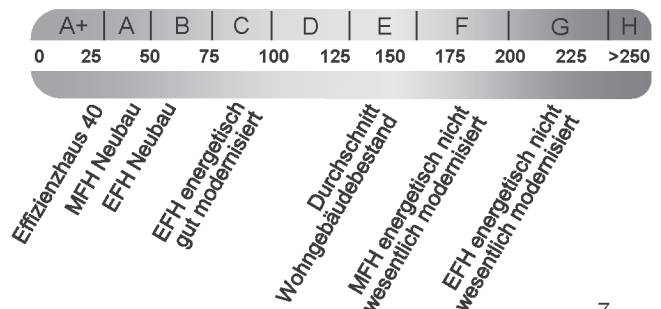 A+ A B C D E F G H
0 25 50 75 100 125 150 175 200 225 >250
Effizienzhaus 40
MFH Neubau
EFH Neubau
EFH energetisch
gut modernisiert
Durchschnitt
Wohngebäudebestand
MFH energetisch nicht
wesentlich modernisiert
EFH energetisch nicht
wesentlich modernisiert
7